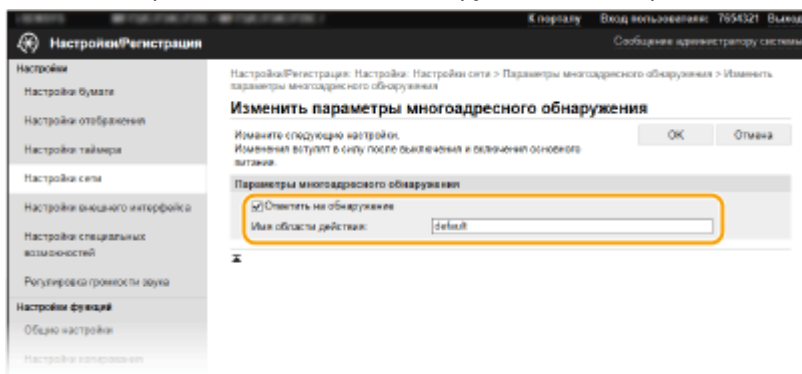 К порталу Вход пользователя: 7654321 Выход
Настройки/Регистрация
Сообщение администратору системы
Настройки
Настройки бумаги
Настройки отображения
Настройки таймера
Настройки сети
Настройки внешнего интерфейса
Настройки специальных
возможностей
Регулировка громкости звука
Настройки функций
Общие настройки
Настройки копирования
Настройки/Регистрация: Настройки: Настройки сети > Параметры многоадресного обнаружения > Изменить
параметры многоадресного обнаружения
Изменить параметры многоадресного обнаружения
Измените следующие настройки.
Изменения вступят в силу после выключения и включения основного
питания.
OK Отмена
Параметры многоадресного обнаружения
Ответить на обнаружение
Имя области действия: default